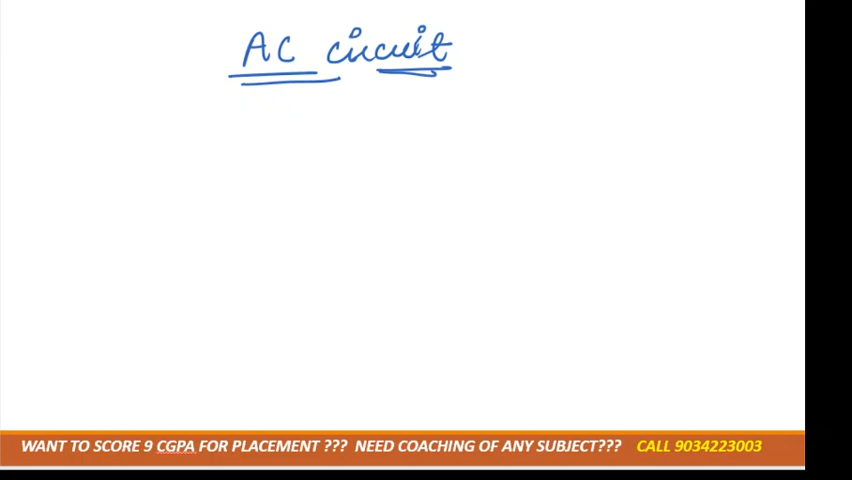 AC circuit
WANT TO SCORE 9 CGPA FOR PLACEMENT ??? NEED COACHING OF ANY SUBJECT??? CALL 9034223003